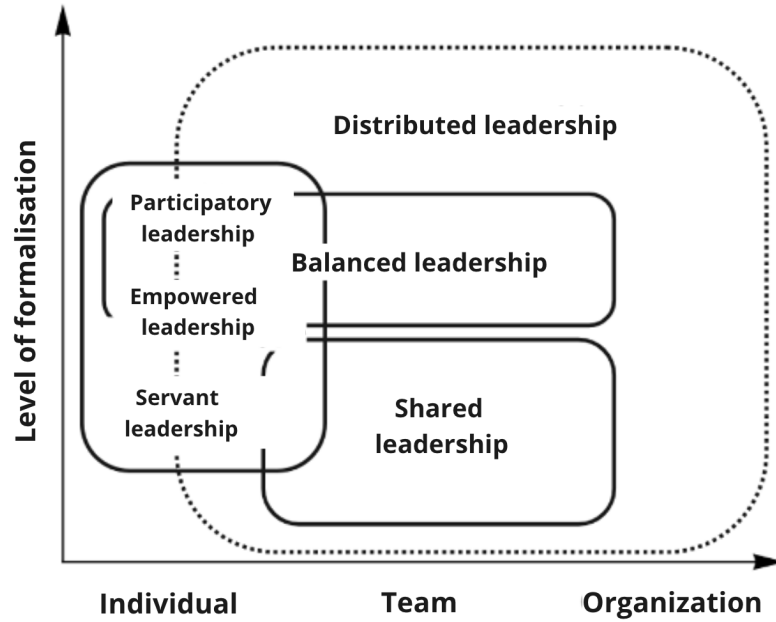 Level of formalisation
Distributed leadership
Participatory
leadership
Balanced leadership
Empowered
leadership
Servant
leadership
Shared
leadership
Individual
Team
Organization